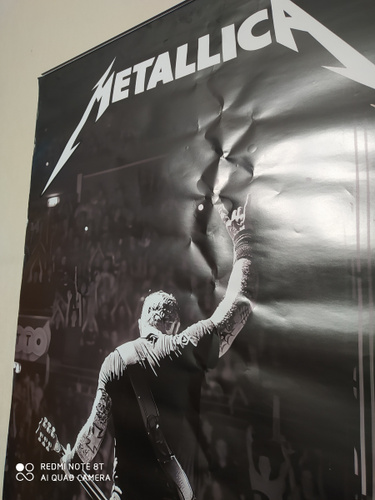 METALLICA
REDMI NOTE 8T
AI QUAD CAMERA